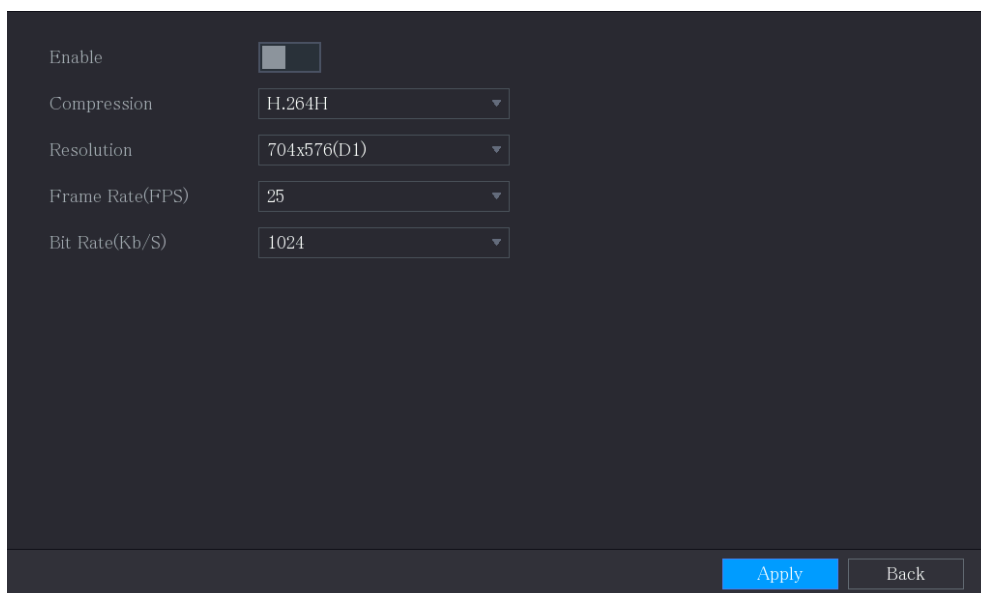 Enable
Compression H.264H
Resolution 704x576(D1)
Frame Rate(FPS) 25
Bit Rate(Kb/S) 1024
Apply Back